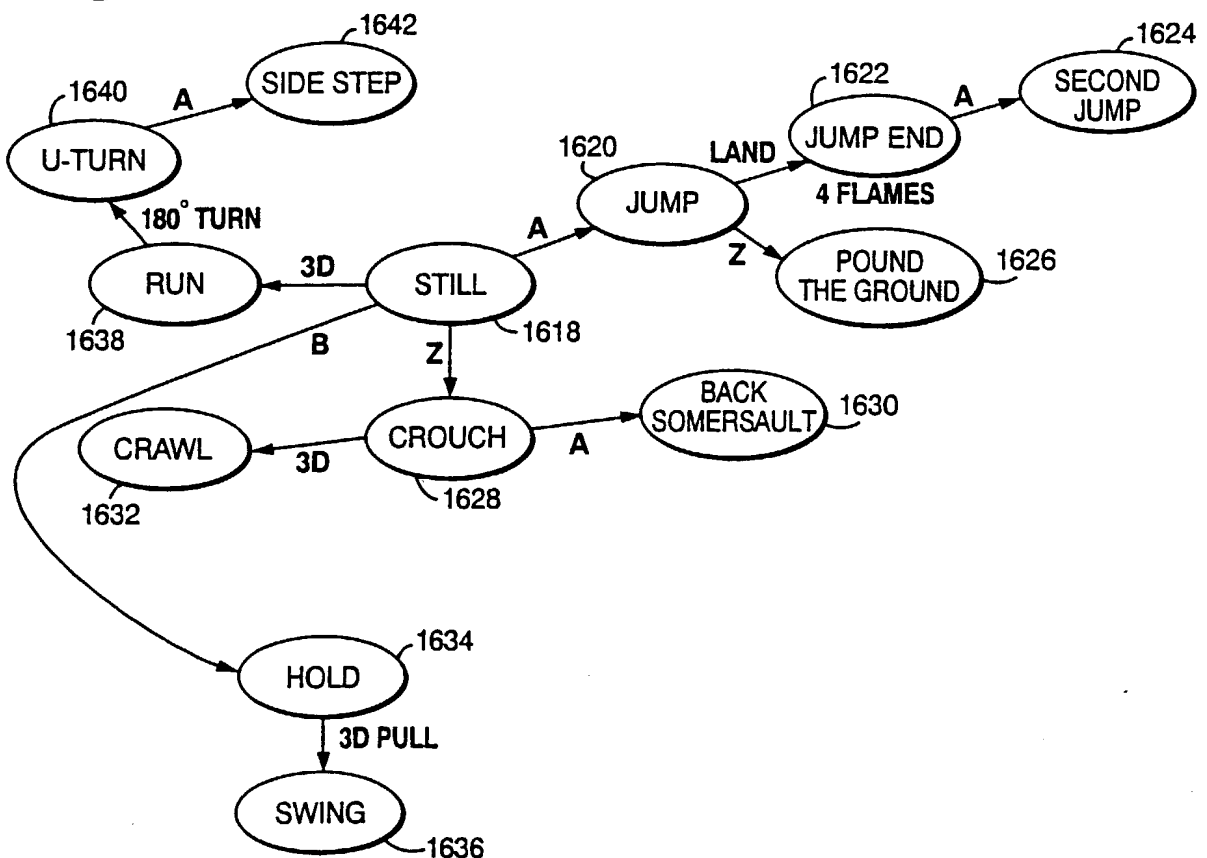 1642
SIDE STEP
1624
SECOND
JUMP
1622
JUMP END
A
1640
A
U-TURN
1620
LAND
4 FLAMES
JUMP
180° TURN
A
Z
POUND
THE GROUND
1626
RUN
3D
STILL
1638
B
1618
Z
BACK
SOMERSAULT
1630
CRAWL
3D
CROUCH
A
1632
1628
1634
HOLD
3D PULL
SWING
1636